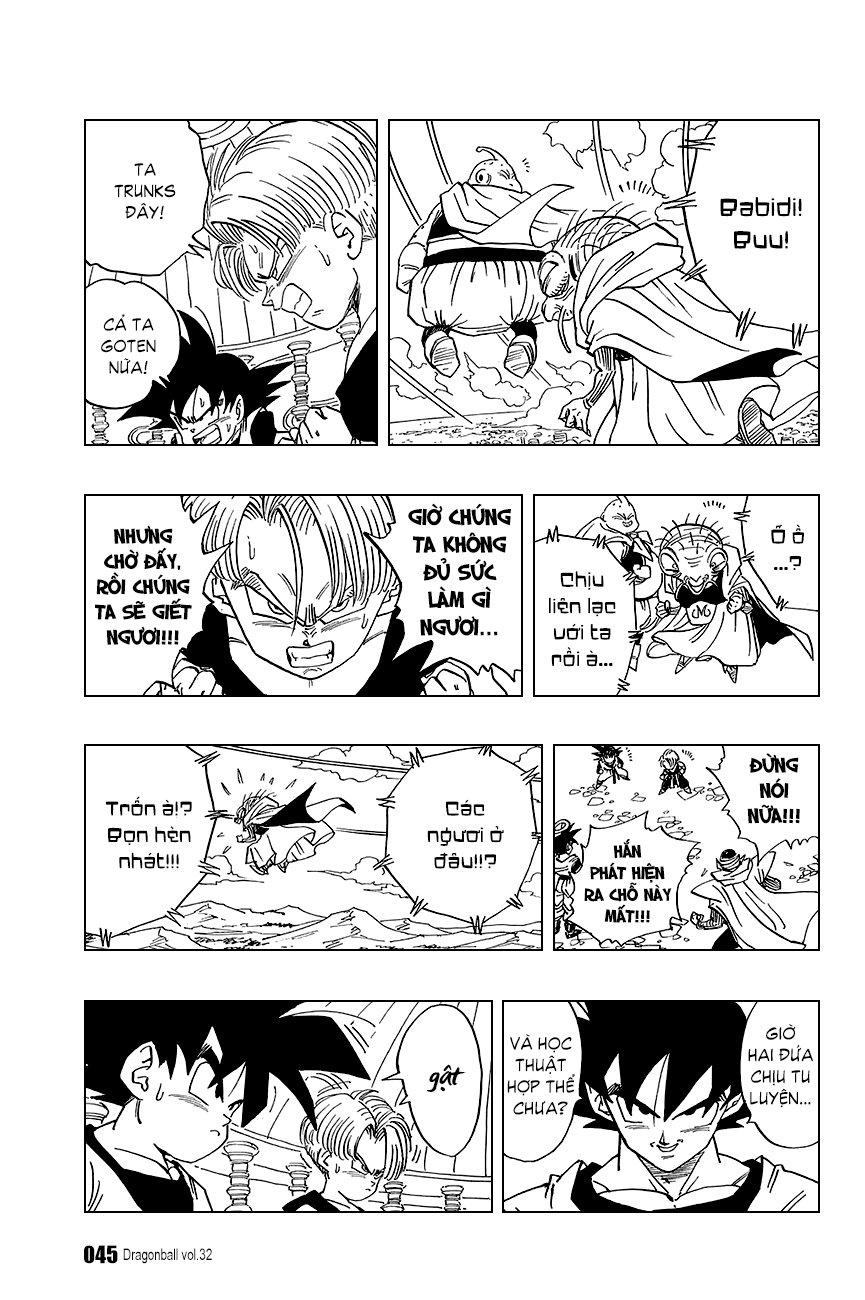 Babidi!
Buu!
TA
TRUNKS
ĐÂY!
CẢ TA
GOTEN
NỮA!
Ố Ồ
...?
Chịu
liên lạc
với ta
rồi à...
GIỜ CHÚNG
TA KHÔNG
ĐỦ SỨC
LÀM GÌ
NGƯƠI...
NHƯNG
CHỜ ĐẤY,
RỒI CHÚNG
TA SẼ GIẾT
NGƯƠI!!!
ĐỪNG
NÓI
NỮA!!!
HẮN
PHÁT HIỆN
RA CHỖ NÀY
MẤT!!!
Các
ngươi ở
đâu!!?
Trốn à!?
Bọn hèn
nhát!!!
GIỜ
HAI ĐỨA
CHỊU TU
LUYỆN...
VÀ HỌC
THUẬT
HỢP THỂ
CHƯA?
gật
045 Dragonball vol.32